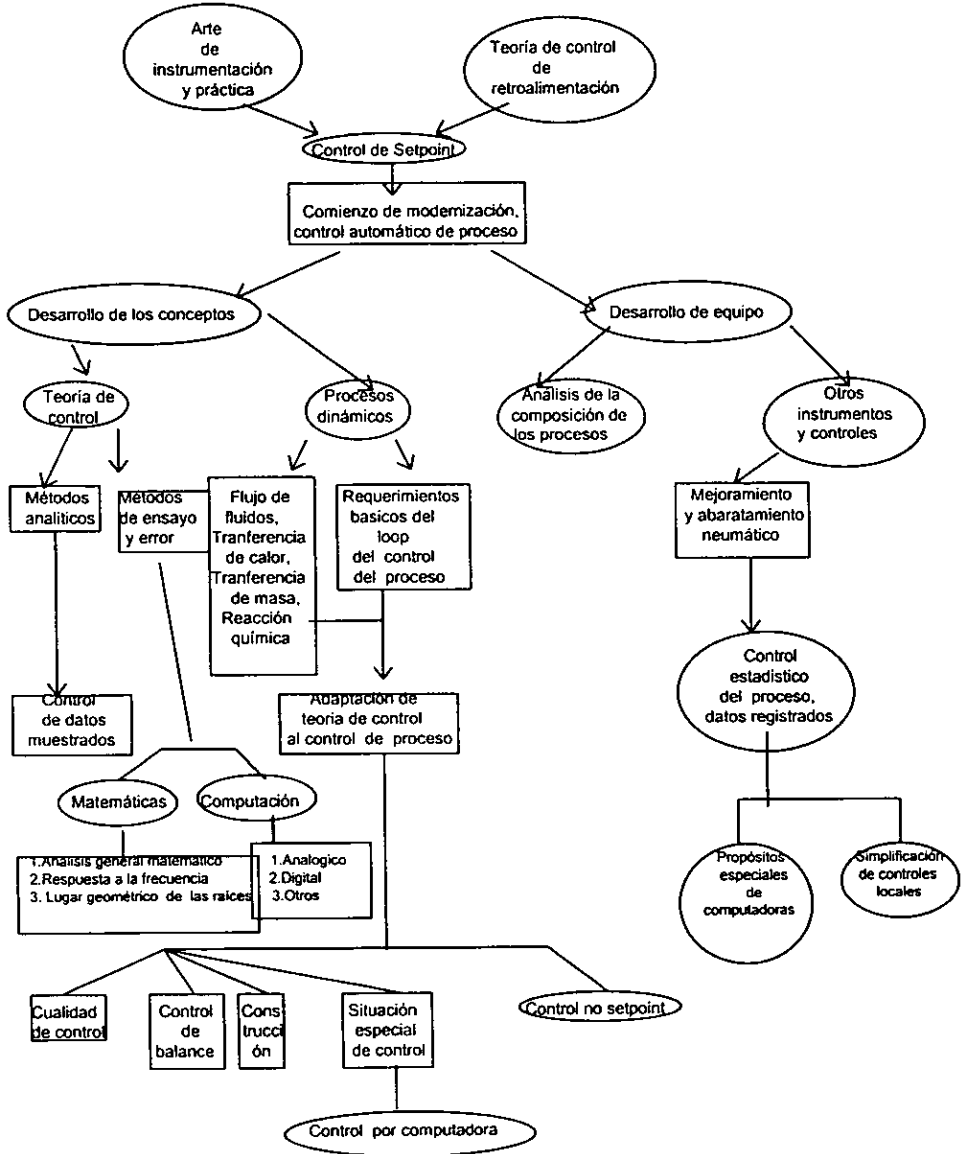 Arte
de
instrumentación
y práctica
Teoría de control
de
retroalimentación
Control de Setpoint
Comienzo de modernización,
control automático de proceso
Desarrollo de los conceptos
Desarrollo de equipo
Teoría de
control
Procesos
dinámicos
Análisis de la
composición de
los procesos
Otros
instrumentos
y controles
Métodos
analiticos
Métodos
de ensayo
y error
Flujo de
fluidos,
Tranferencia
de calor,
Tranferencia
de masa,
Reacción
química
Requerimientos
basicos del
loop
del control
del proceso
Mejoramiento
y abaratamiento
neumático
Control
de datos
muestrados
Adaptación de
teoria de control
al control de proceso
Control
estadistico
del proceso,
datos registrados
Matemáticas
Computación
1.Analisis general matematico
2.Respuesta a la frecuencia
3. Lugar geométrico de las raíces
1.Analogico
2.Digital
3.Otros
Propósitos
especiales
de
computadoras
Simplificación
de controles
locales
Cualidad
de control
Control
de
balance
Cons
trucci
ón
Situación
especial
de control
Control no setpoint
Control por computadora